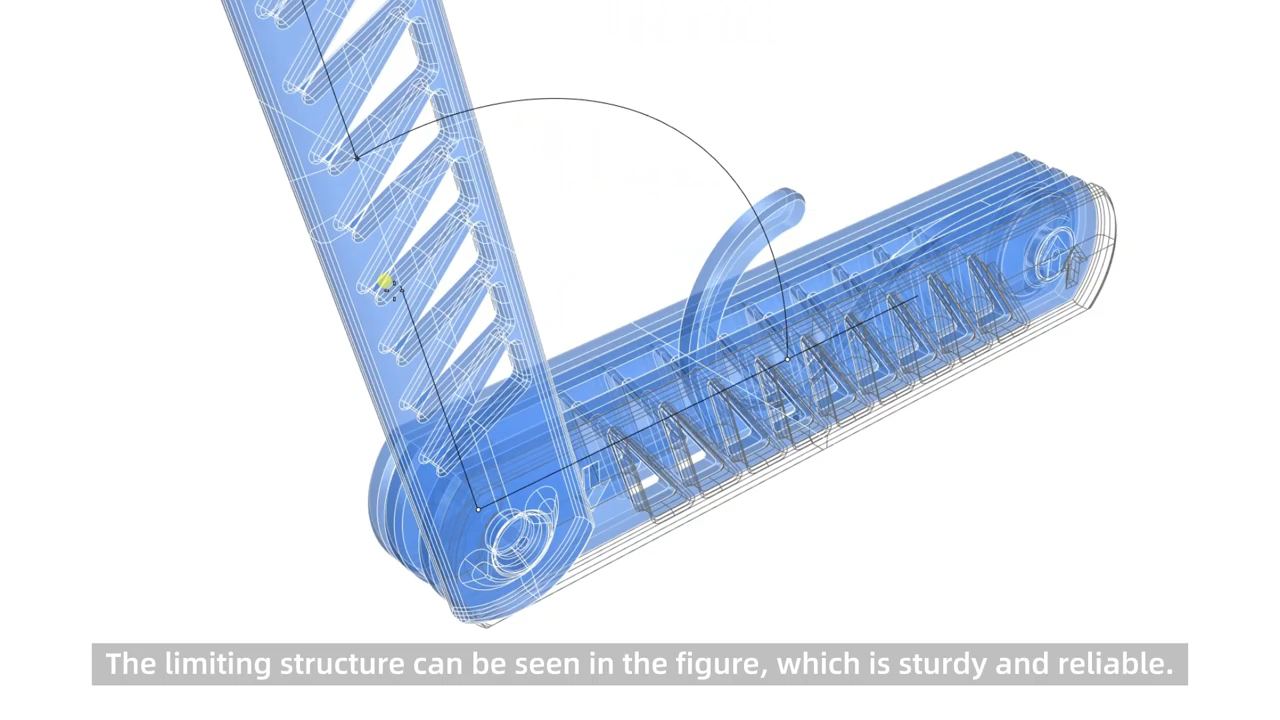 The limiting structure can be seen in the figure, which is sturdy and reliable.